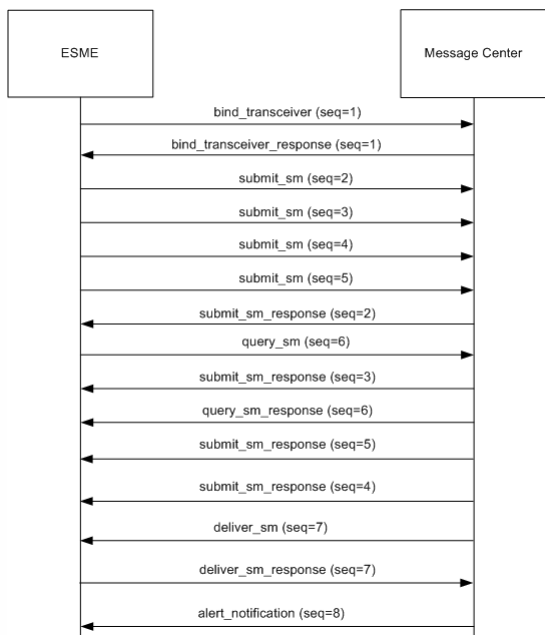 ESME
Message Center
bind_transceiver (seq=1)
bind_transceiver_response (seq=1)
submit_sm (seq=2)
submit_sm (seq=3)
submit_sm (seq=4)
submit_sm (seq=5)
submit_sm_response (seq=2)
query_sm (seq=6)
submit_sm_response (seq=3)
query_sm_response (seq=6)
submit_sm_response (seq=5)
submit_sm_response (seq=4)
deliver_sm (seq=7)
deliver_sm_response (seq=7)
alert_notification (seq=8)